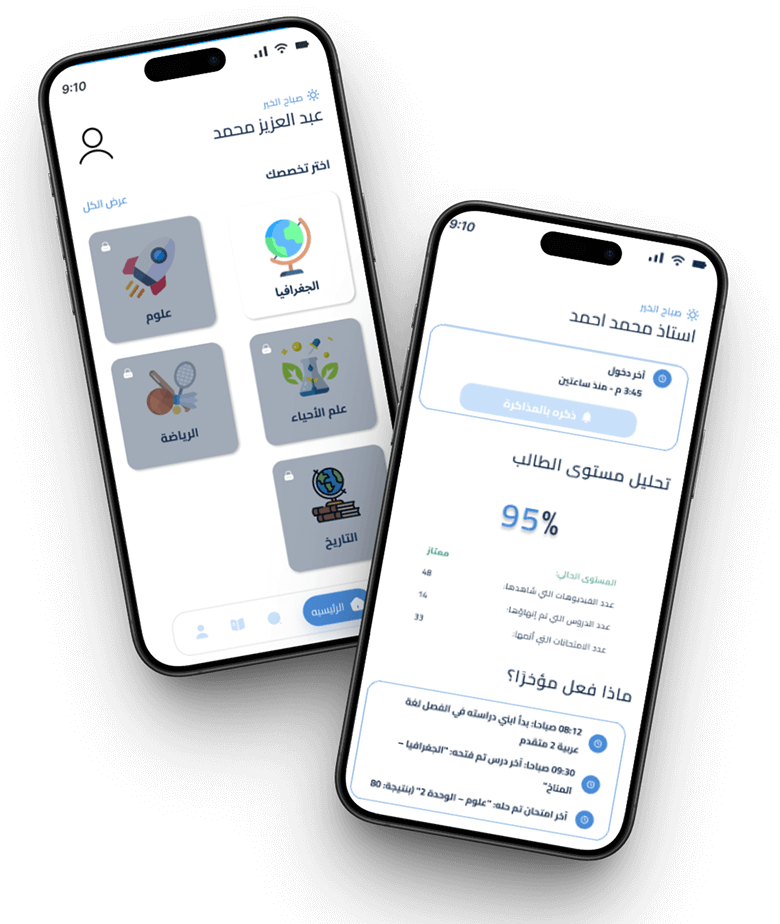 9:10
صباح الخير
عبد العزيز محمد
اختر تخصصك
عرض الكل
الجغرافيا
علوم
علم الأحياء
الرياضة
التاريخ
الرئيسيه
9:10
صباح الخير
استاذ محمد احمد
آخر دخول
3:45 م - منذ ساعتين
ذكره بالمذاكرة
تحليل مستوى الطالب
95%
المستوى الحالي: ممتاز
عدد الفيديوهات التي شاهدها: 48
عدد الدروس التي تم إنهاؤها: 14
عدد الامتحانات التي أتمها: 33
ماذا فعل مؤخرًا؟
08:12 صباحا: بدأ ابني دراسته في الفصل لغة
عربية 2 متقدم
09:30 صباحا: آخر درس تم فتحه: "الجغرافيا –
المناخ"
آخر امتحان تم حله: "علوم – الوحدة 2" (بنتيجة: 80